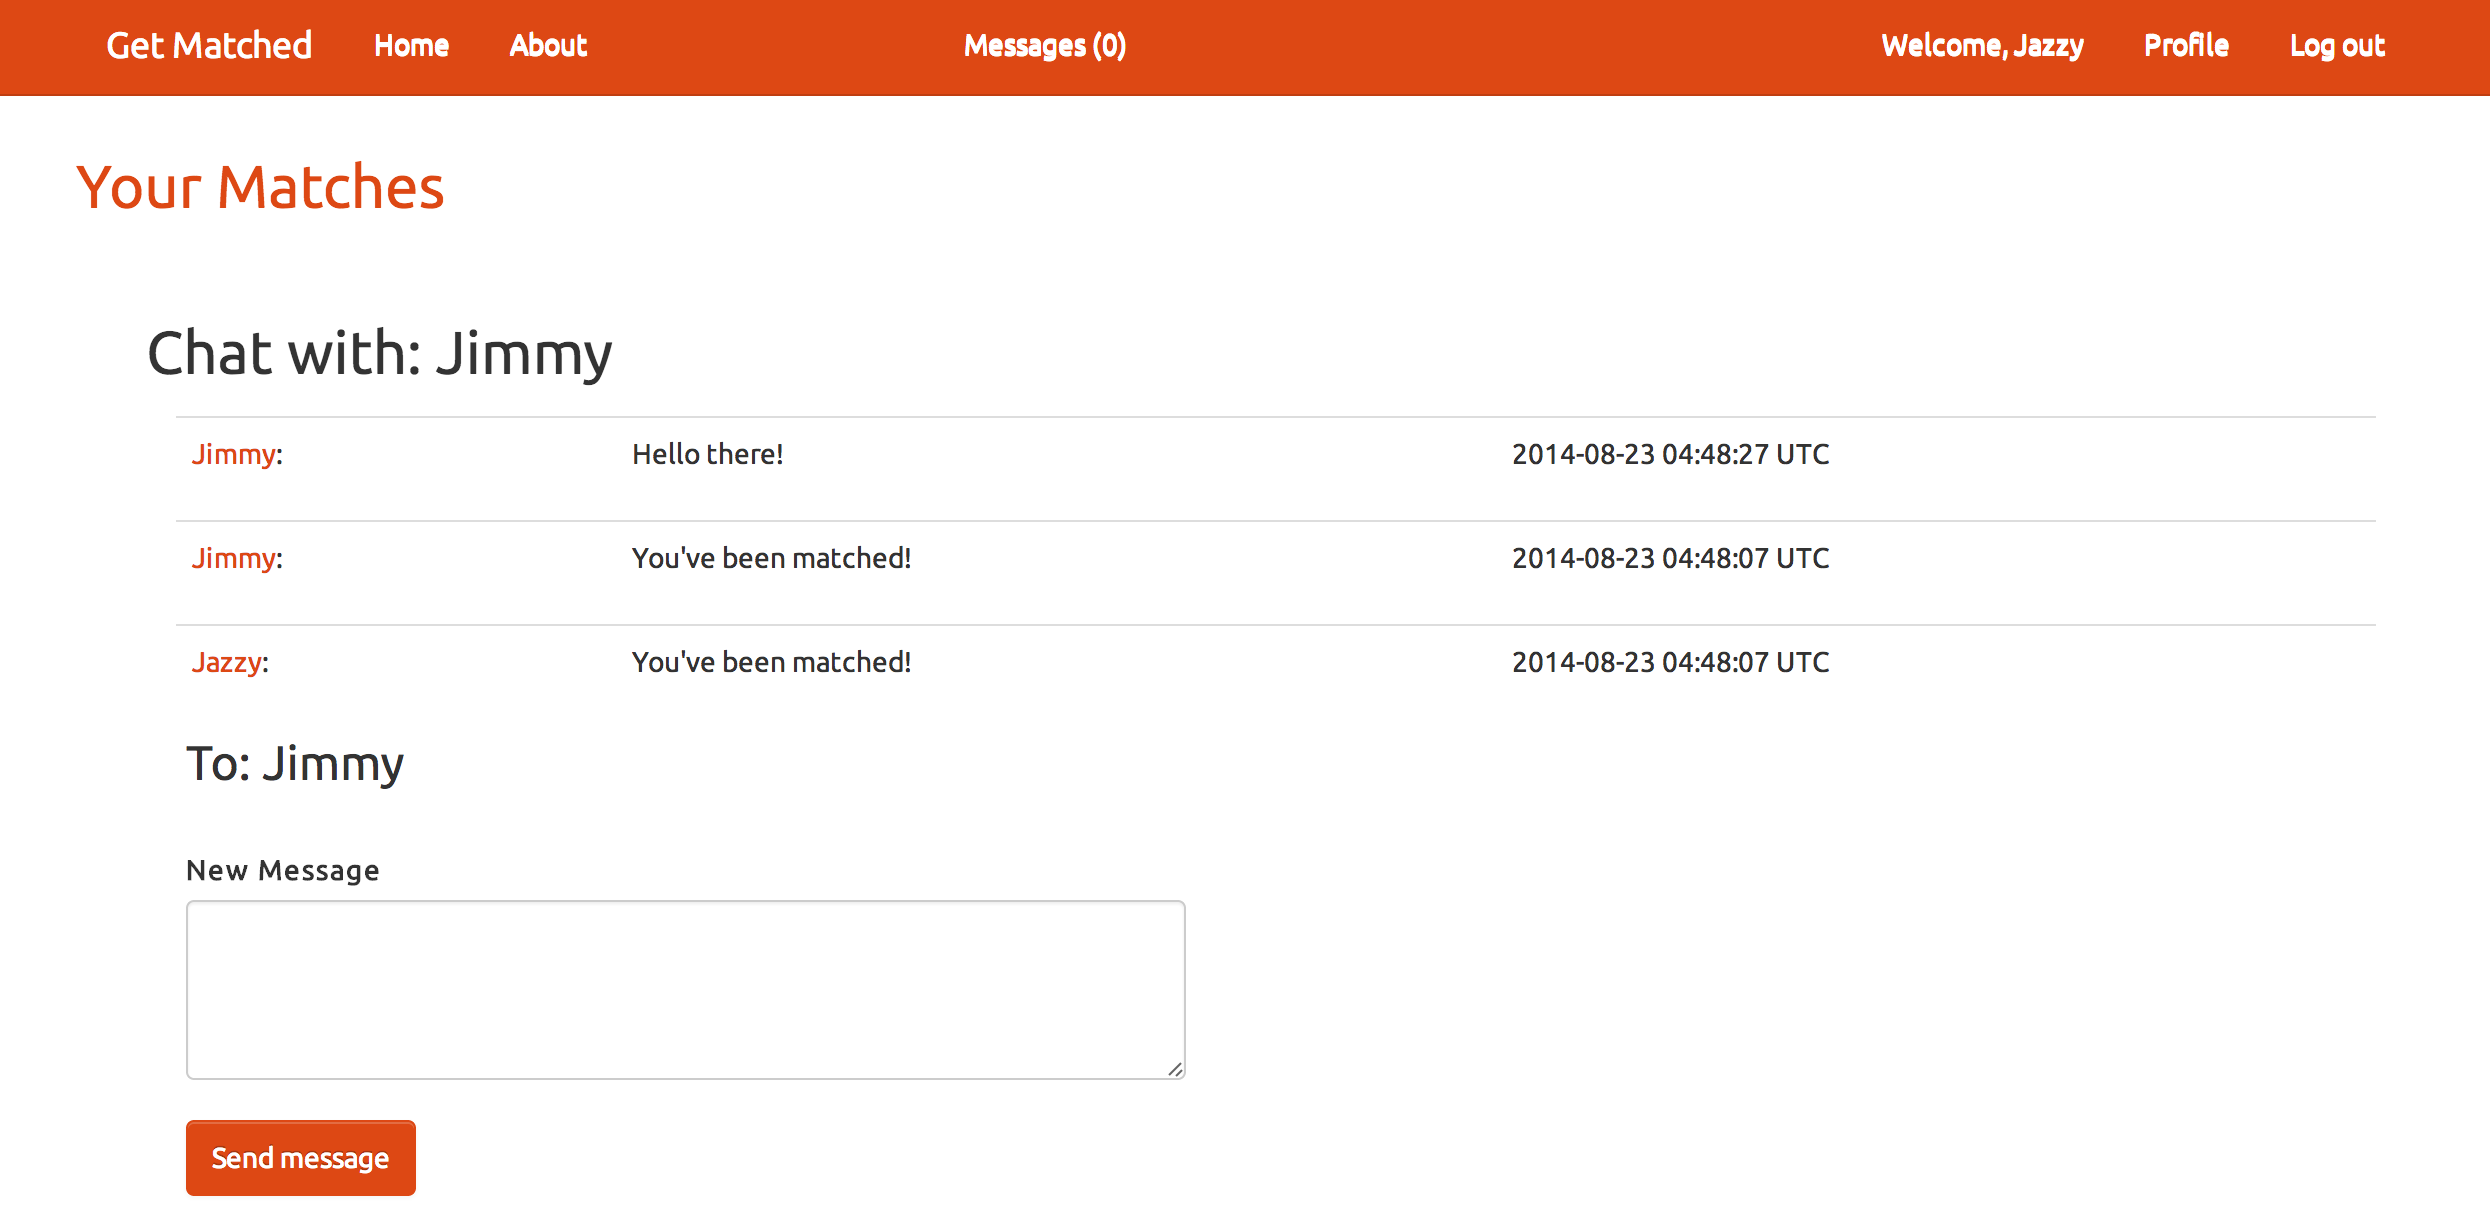 Get Matched Home About Messages (0) Welcome, Jazzy Profile Log out
Your Matches
Chat with: Jimmy
Jimmy: Hello there! 2014-08-23 04:48:27 UTC
Jimmy: You've been matched! 2014-08-23 04:48:07 UTC
Jazzy: You've been matched! 2014-08-23 04:48:07 UTC
To: Jimmy
New Message
Send message